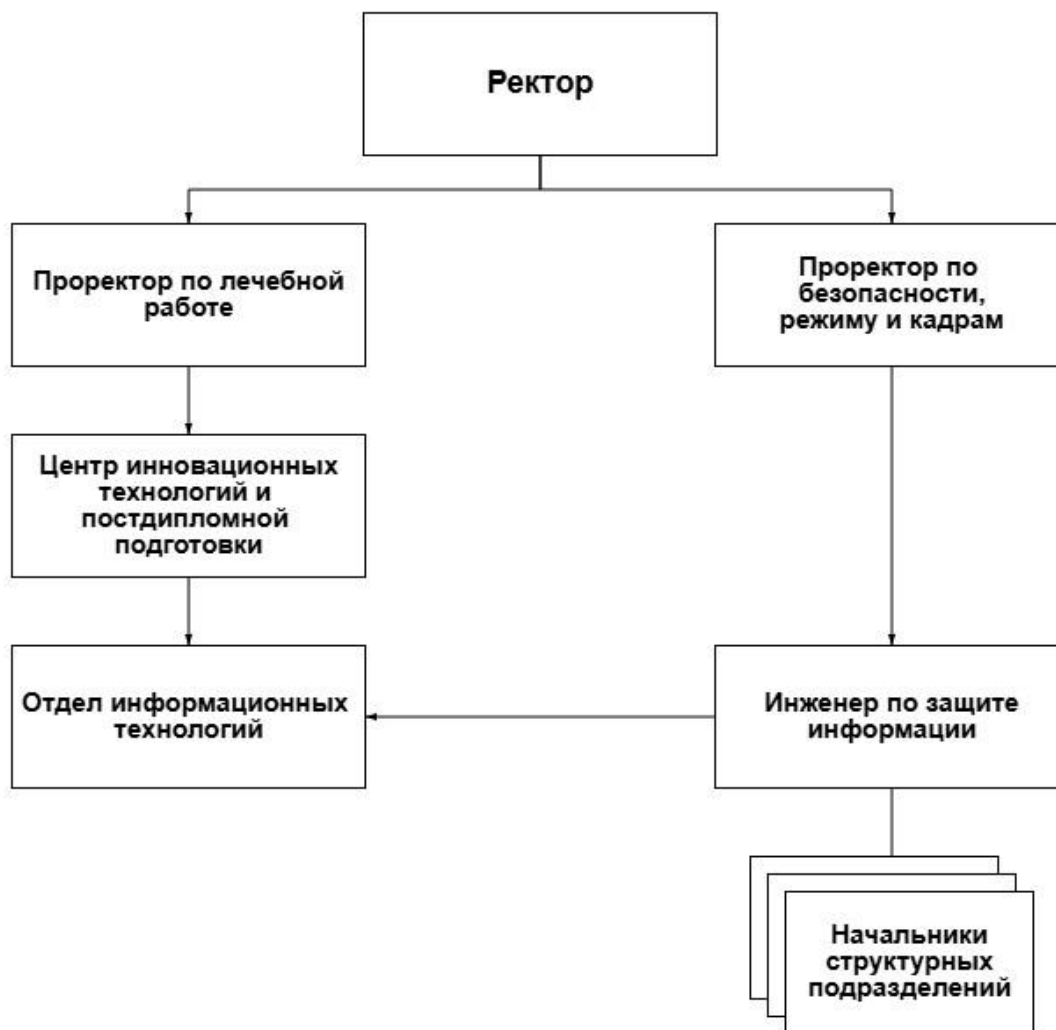 Ректор
Проректор по лечебной
работе
Проректор по
безопасности,
режиму и кадрам
Центр инновационных
технологий и
постдипломной
подготовки
Отдел информационных
технологий
Инженер по защите
информации
Начальники
структурных
подразделений